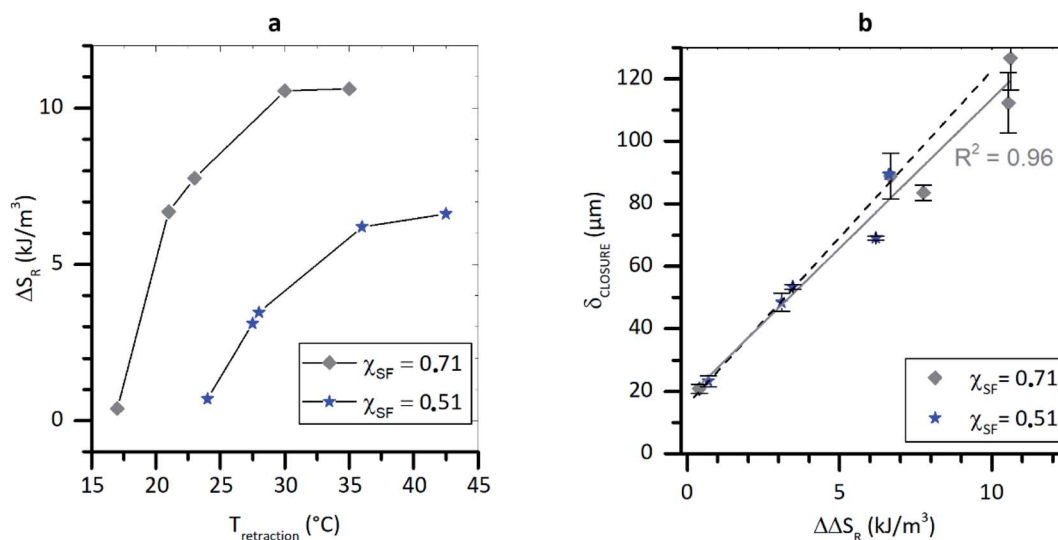 a
10
5
0
ΔS_R (kJ/m³)
χ_SF = 0.71
χ_SF = 0.51
15 20 25 30 35 40 45
T_retraction (°C)
b
120
100
80
60
40
20
0
δ_CLOSURE (μm)
R² = 0.96
χ_SF = 0.71
χ_SF = 0.51
0 5 10
ΔΔS_R (kJ/m³)